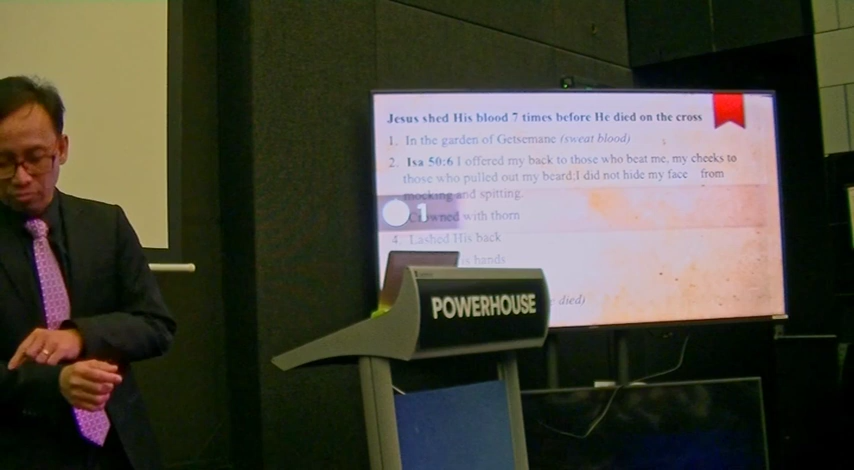 Jesus shed His blood 7 times before He died on the cross
1. In the garden of Getsemane (sweat blood)
2. Isa 50:6 I offered my back to those who beat me, my cheeks to
those who pulled out my beard;I did not hide my face from
mocking and spitting.
1
Crowned with thorn
4. Lashed His back
is hands
died)
POWERHOUSE